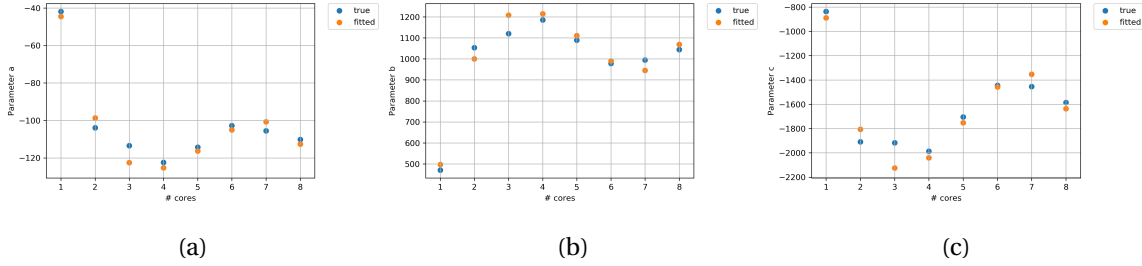 −40
−60
−80
−100
−120
Parameter a
1 2 3 4 5 6 7 8
# cores
true
fitted
(a)
1200
1100
1000
900
800
700
600
500
Parameter b
1 2 3 4 5 6 7 8
# cores
true
fitted
(b)
−800
−1000
−1200
−1400
−1600
−1800
−2000
−2200
Parameter c
1 2 3 4 5 6 7 8
# cores
true
fitted
(c)